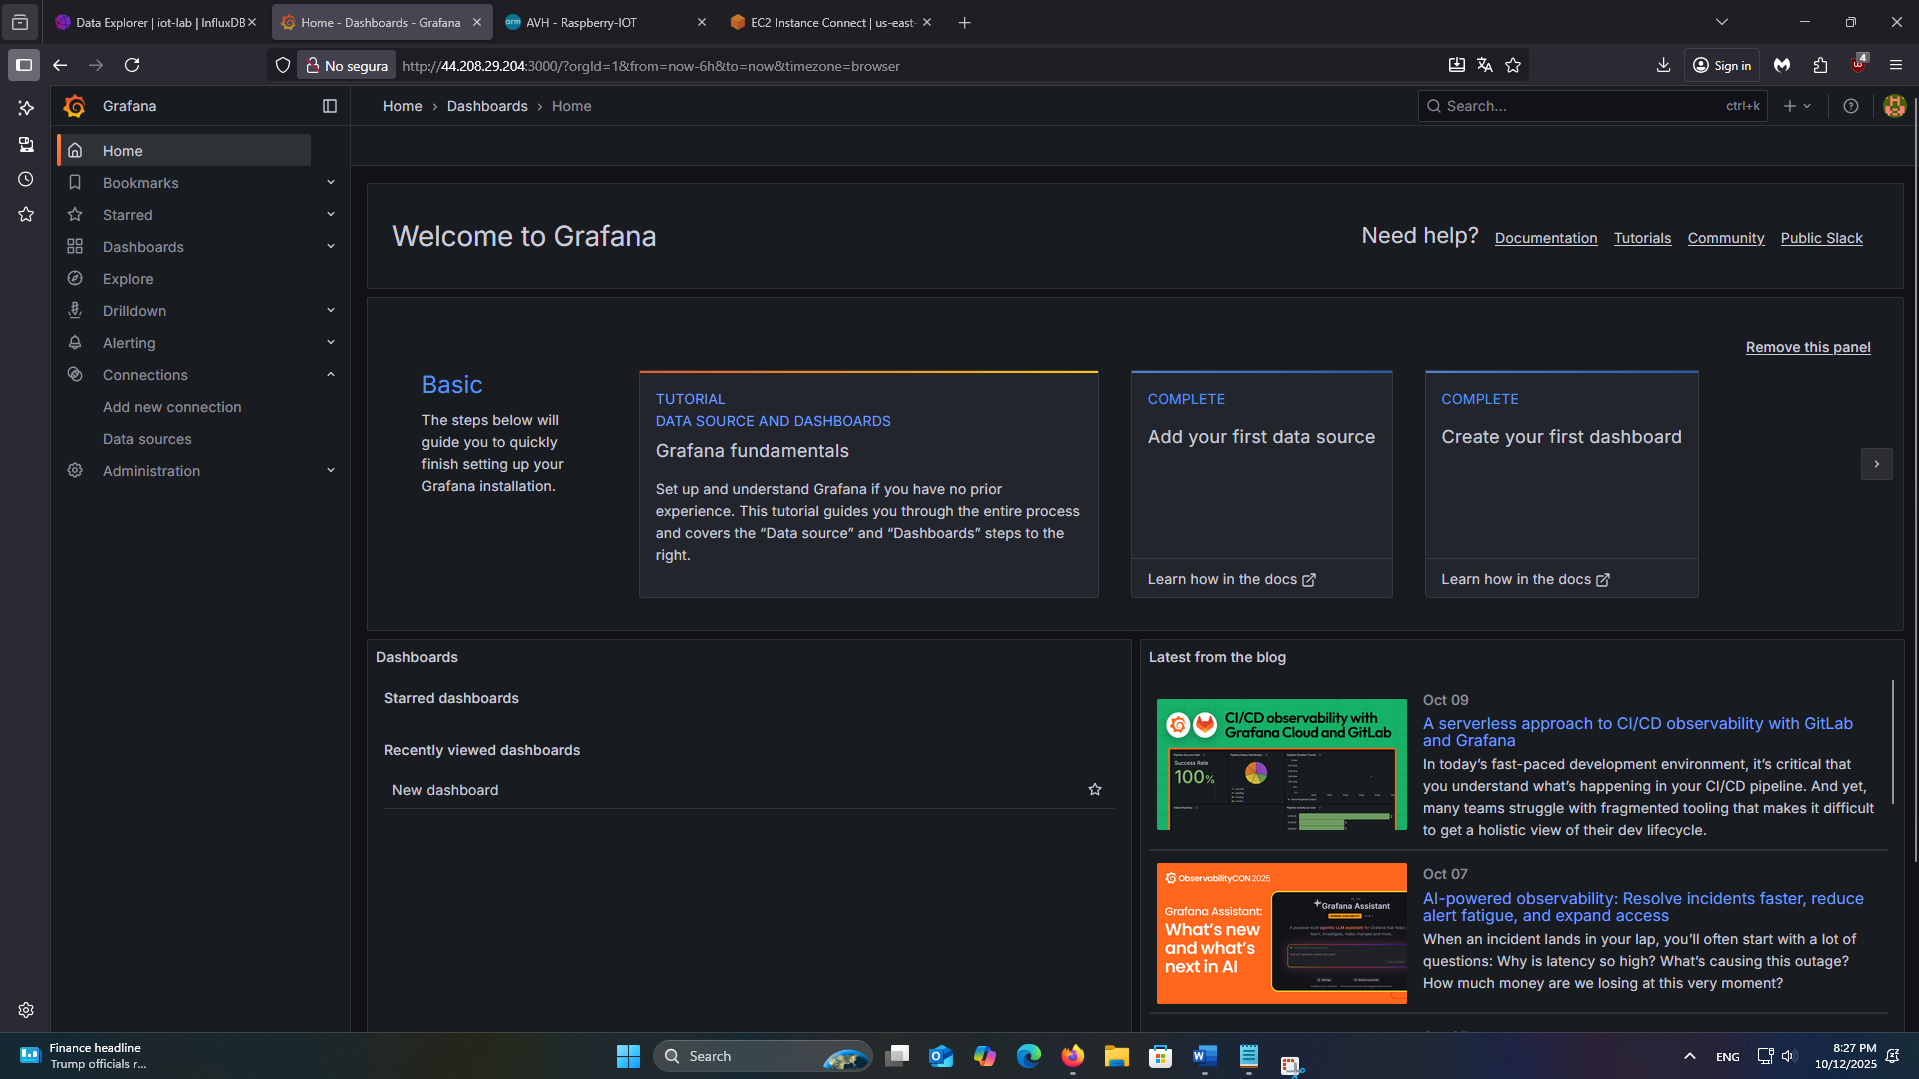 Data Explorer | iot-lab | InfluxDB
Home - Dashboards - Grafana
arm
AVH - Raspberry-IOT
EC2 Instance Connect | us-east-
No segura
http://44.208.29.204:3000/?orgId=1&from=now-6h&to=now&timezone=browser
Sign in
4
Grafana
Home › Dashboards › Home
Search...
ctrl+k
Home
Bookmarks
Starred
Dashboards
Explore
Drilldown
Alerting
Connections
Add new connection
Data sources
Administration
Welcome to Grafana
Need help?
Documentation
Tutorials
Community
Public Slack
Remove this panel
Basic
The steps below will
guide you to quickly
finish setting up your
Grafana installation.
TUTORIAL
DATA SOURCE AND DASHBOARDS
Grafana fundamentals
Set up and understand Grafana if you have no prior
experience. This tutorial guides you through the entire process
and covers the “Data source” and “Dashboards” steps to the
right.
COMPLETE
Add your first data source
Learn how in the docs
COMPLETE
Create your first dashboard
Learn how in the docs
Dashboards
Starred dashboards
Recently viewed dashboards
New dashboard
Latest from the blog
CI/CD observability with
Grafana Cloud and GitLab
Success Rate
100%
Oct 09
A serverless approach to CI/CD observability with GitLab
and Grafana
In today’s fast-paced development environment, it’s critical that
you understand what’s happening in your CI/CD pipeline. And yet,
many teams struggle with fragmented tooling that makes it difficult
to get a holistic view of their dev lifecycle.
ObservabilityCON 2025
Grafana Assistant:
What’s new
and what’s
next in AI
Grafana Assistant
Oct 07
AI-powered observability: Resolve incidents faster, reduce
alert fatigue, and expand access
When an incident lands in your lap, you’ll often start with a lot of
questions: Why is latency so high? What’s causing this outage?
How much money are we losing at this very moment?
Finance headline
Trump officials r...
Search
ENG
8:27 PM
10/12/2025